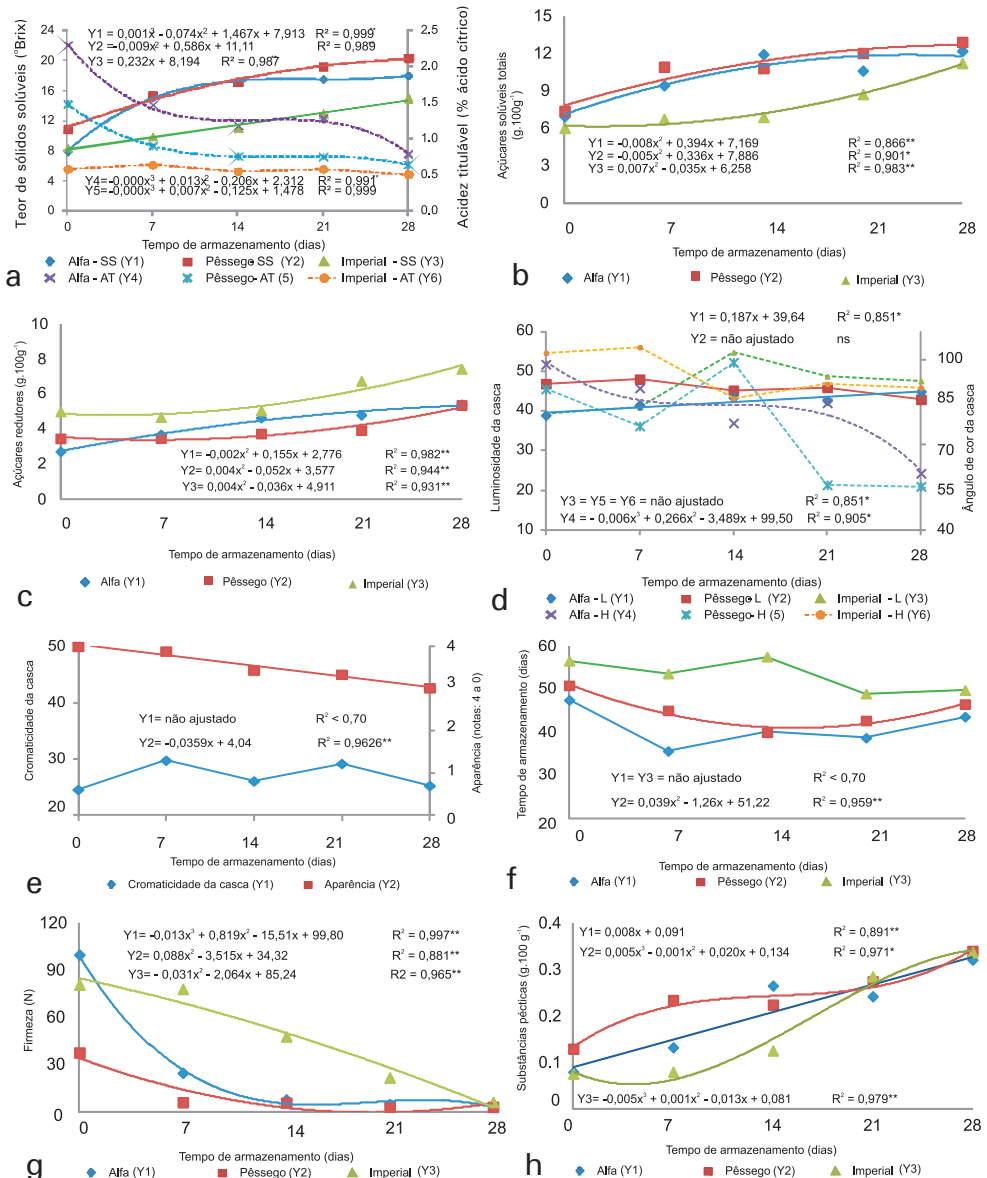 Teor de sólidos solúveis (°Brix)
24
20
16
12
8
4
0
Y1 = 0,001x³ - 0,074x² + 1,467x + 7,913 R² = 0,999*
Y2 = -0,009x² + 0,586x + 11,11 R² = 0,989*
Y3 = 0,232x + 8,194 R² = 0,987*
Y4=-0,000x³ + 0,013x² - 0,206x + 2,312 R² = 0,991*
Y5=-0,000x³ + 0,007x² - 0,125x + 1,478 R² = 0,999
2.5
2.0
1.5
1.0
0.5
0.0
Acidez titulável (% ácido cítrico)
0 7 14 21 28
Tempo de armazenamento (dias)
Alfa - SS (Y1) Pêssego- SS (Y2) Imperial - SS (Y3)
Alfa - AT (Y4) Pêssego-AT (5) Imperial -AT (Y6)
a
Açúcares solúveis totais
(g. 100g⁻¹)
15
12
9
6
3
0
Y1 = -0,008x² + 0,394x + 7,169 0,866**
Y2 = -0,005x² + 0,336x + 7,886 0,901*
Y3 = 0,007x² - 0,035x + 6,258 0,983**
0 7 14 21 28
Tempo de armazenamento (dias)
b
Alfa (Y1) Pêssego (Y2) Imperial (Y3)
Açúcares redutores (g.100g⁻¹)
10
8
6
4
2
0
Y1= -0,002x² + 0,155x + 2,776 R² = 0,982**
Y2= 0,004x² - 0,052x + 3,577 R² = 0,944**
Y3= 0,004x² - 0,036x + 4,911 R² = 0,931**
0 7 14 21 28
Tempo de armazenamento (dias)
Alfa (Y1) Pêssego (Y2) Imperial (Y3)
c
Luminosidade da casca
60
50
40
30
20
10
Y1 = 0,187x + 39,64 R² = 0,851*
Y2 = não ajustado ns
Y3 = Y5 = Y6 = não ajustado R² = 0,851*
Y4 = - 0,006x³ + 0,266x² - 3,489x + 99,50 R² = 0,905*
100
85
70
55
40
Ângulo de cor da casca
0 7 14 21 28
Tempo de armazenamento (dias)
d
Alfa - L (Y1) Pêssego- L (Y2) Imperial - L (Y3)
Alfa - H (Y4) Pêssego- H (5) Imperial - H (Y6)
Cromaticidade da casca
50
40
30
20
Y1= não ajustado R² < 0,70
Y2= -0,0359x + 4,04 R² = 0,9626**
4
3
2
1
0
Aparência (notas: 4 a 0)
0 7 14 21 28
Tempo de armazenamento (dias)
e
Cromaticidade da casca (Y1) Aparência (Y2)
Tempo de armazenamento (dias)
60
50
40
30
20
Y1= Y3 = não ajustado R² < 0,70
Y2= 0,039x² - 1,26x + 51,22 R² = 0,959**
0 7 14 21 28
Tempo de armazenamento (dias)
f
Alfa (Y1) Pêssego (Y2) Imperial (Y3)
Firmeza (N)
120
90
60
30
0
Y1= -0,013x³ + 0,819x² - 15,51x + 99,80 R² = 0,997**
Y2= 0,088x² - 3,515x + 34,32 R² = 0,881**
Y3= - 0,031x² - 2,064x + 85,24 R2 = 0,965**
0 7 14 21 28
Tempo de armazenamento (dias)
g
Alfa (Y1) Pêssego (Y2) Imperial (Y3)
Substâncias pécticas (g.100 g⁻¹)
0.4
0.3
0.2
0.1
0
Y1= 0,008x + 0,091 R² = 0,891**
Y2= 0,005x³ -0,001x² + 0,020x + 0,134 R² = 0,971*
Y3= -0,005x³ + 0,001x² - 0,013x + 0,081 R² = 0,979**
0 7 14 21 28
Tempo de armazenamento (dias)
h
Alfa (Y1) Pêssego (Y2) Imperial (Y3)